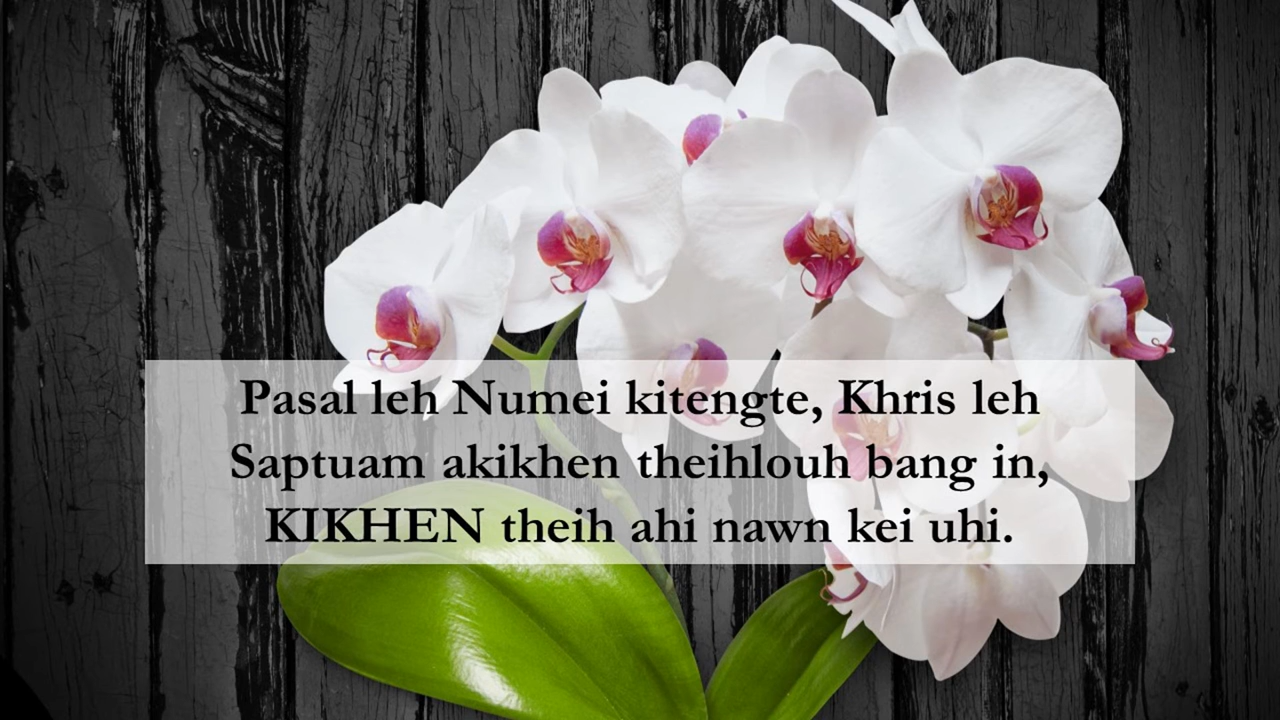 Pasal leh Numei kitengte, Khris leh
Saptuam akikhen theihlouh bang in,
KIKHEN theih ahi nawn kei uhi.